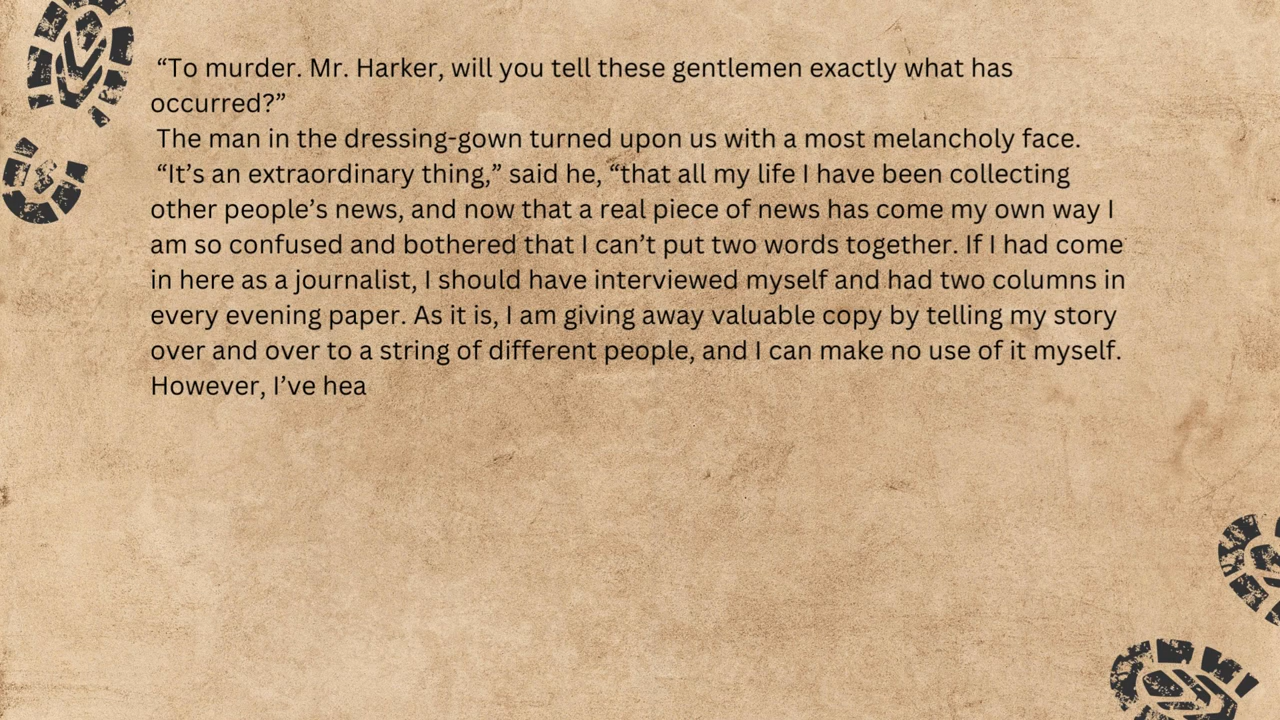 “To murder. Mr. Harker, will you tell these gentlemen exactly what has
occurred?”
The man in the dressing-gown turned upon us with a most melancholy face.
“It’s an extraordinary thing,” said he, “that all my life I have been collecting
other people’s news, and now that a real piece of news has come my own way I
am so confused and bothered that I can’t put two words together. If I had come
in here as a journalist, I should have interviewed myself and had two columns in
every evening paper. As it is, I am giving away valuable copy by telling my story
over and over to a string of different people, and I can make no use of it myself.
However, I’ve hea